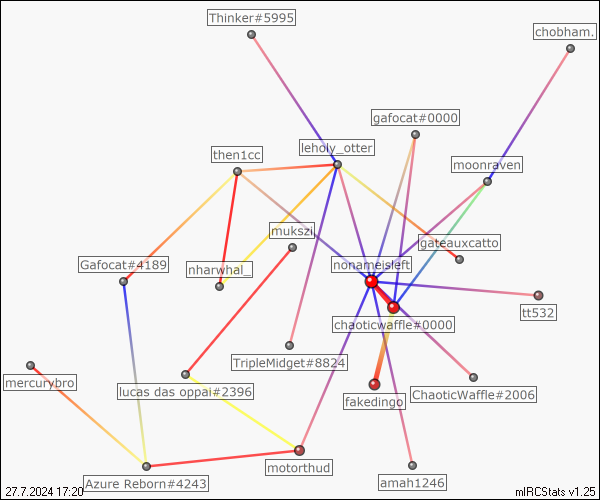 Thinker#5995
chobham.
gafocat#0000
leholy_otter
then1cc
moonraven
mukszi
gateauxcatto
Gafocat#4189
nharwhal_
nonameisleft
tt532
chaoticwaffle#0000
TripleMidget#8824
mercurybro
lucas das oppai#2396
ChaoticWaffle#2006
fakedingo
motorthud
Azure Reborn#4243
amah1246
27.7.2024 17:20
mIRCStats v1.25